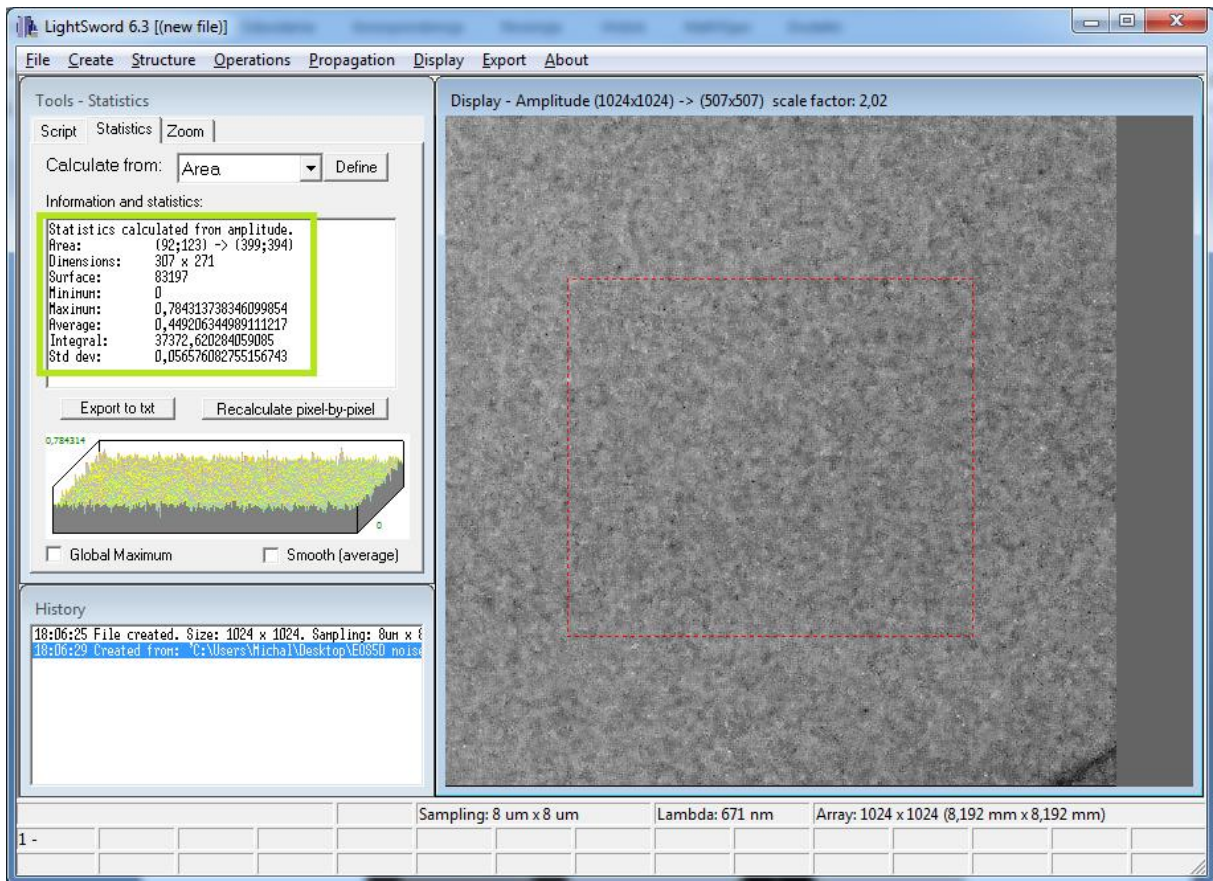 LightSword 6.3 [(new file)]
File Create Structure Operations Propagation Display Export About
Tools - Statistics
Script Statistics Zoom
Calculate from: Area Define
Information and statistics:
Statistics calculated from amplitude.
Area: (92;123) -> (399;394)
Dimensions: 307 x 271
Surface: 83197
Minimum: 0
Maximum: 0,784313738346099854
Average: 0,449206344989111217
Integral: 37372,620284059085
Std dev: 0,056576082755156743
Export to txt Recalculate pixel-by-pixel
0,784314
0
Global Maximum Smooth (average)
History
18:06:25 File created. Size: 1024 x 1024. Sampling: 8um x 8
18:06:29 Created from: 'C:\Users\Michal\Desktop\EOS5D noise
Display - Amplitude (1024x1024) -> (507x507) scale factor: 2,02
Sampling: 8 um x 8 um Lambda: 671 nm Array: 1024 x 1024 (8,192 mm x 8,192 mm)
1 -